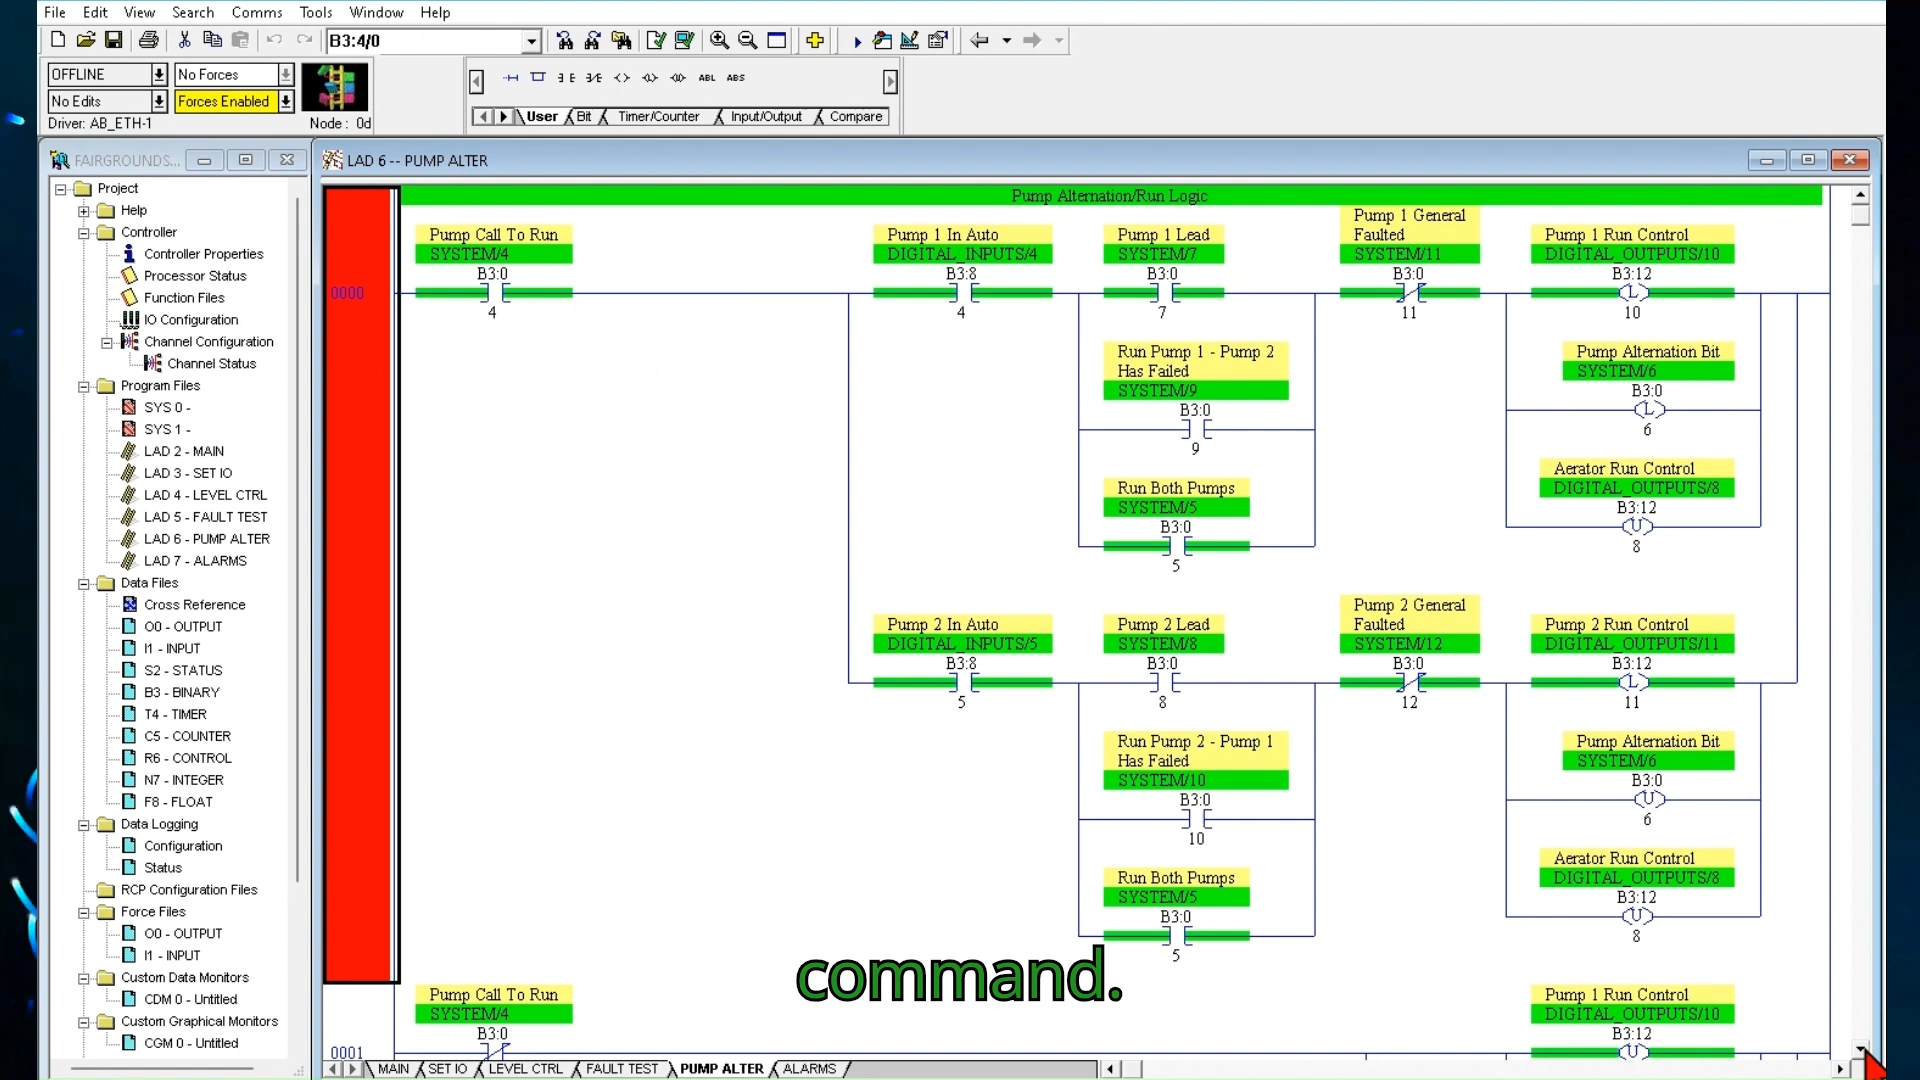 File Edit View Search Comms Tools Window Help
B3:4/0
OFFLINE No Forces
No Edits Forces Enabled
Driver: AB_ETH-1 Node : 0d
ABL ABS
User Bit Timer/Counter Input/Output Compare
FAIRGROUNDS...
LAD 6 -- PUMP ALTER
Project
Help
Controller
Controller Properties
Processor Status
Function Files
IO Configuration
Channel Configuration
Channel Status
Program Files
SYS 0 -
SYS 1 -
LAD 2 - MAIN
LAD 3 - SET IO
LAD 4 - LEVEL CTRL
LAD 5 - FAULT TEST
LAD 6 - PUMP ALTER
LAD 7 - ALARMS
Data Files
Cross Reference
O0 - OUTPUT
I1 - INPUT
S2 - STATUS
B3 - BINARY
T4 - TIMER
C5 - COUNTER
R6 - CONTROL
N7 - INTEGER
F8 - FLOAT
Data Logging
Configuration
Status
RCP Configuration Files
Force Files
O0 - OUTPUT
I1 - INPUT
Custom Data Monitors
CDM 0 - Untitled
Custom Graphical Monitors
CGM 0 - Untitled
Pump Alternation/Run Logic
0000
Pump Call To Run
SYSTEM/4
B3:0
4
Pump 1 In Auto
DIGITAL_INPUTS/4
B3:8
4
Pump 1 Lead
SYSTEM/7
B3:0
7
Pump 1 General
Faulted
SYSTEM/11
B3:0
11
Pump 1 Run Control
DIGITAL_OUTPUTS/10
B3:12
L
10
Run Pump 1 - Pump 2
Has Failed
SYSTEM/9
B3:0
9
Pump Alternation Bit
SYSTEM/6
B3:0
L
6
Run Both Pumps
SYSTEM/5
B3:0
5
Aerator Run Control
DIGITAL_OUTPUTS/8
B3:12
U
8
Pump 2 In Auto
DIGITAL_INPUTS/5
B3:8
5
Pump 2 Lead
SYSTEM/8
B3:0
8
Pump 2 General
Faulted
SYSTEM/12
B3:0
12
Pump 2 Run Control
DIGITAL_OUTPUTS/11
B3:12
L
11
Run Pump 2 - Pump 1
Has Failed
SYSTEM/10
B3:0
10
Pump Alternation Bit
SYSTEM/6
B3:0
U
6
Run Both Pumps
SYSTEM/5
B3:0
5
Aerator Run Control
DIGITAL_OUTPUTS/8
B3:12
U
8
command.
0001
Pump Call To Run
SYSTEM/4
B3:0
Pump 1 Run Control
DIGITAL_OUTPUTS/10
B3:12
U
MAIN SET IO LEVEL CTRL FAULT TEST PUMP ALTER ALARMS